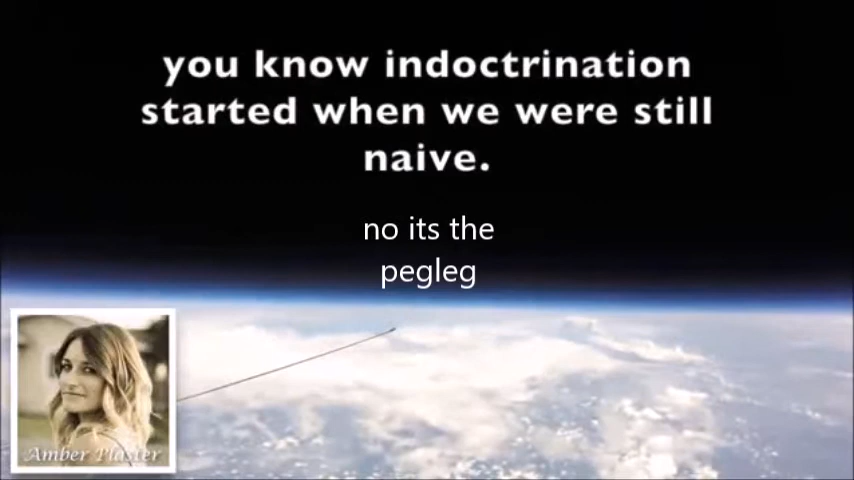 you know indoctrination
started when we were still
naive.
no its the
pegleg
Amber Plaster